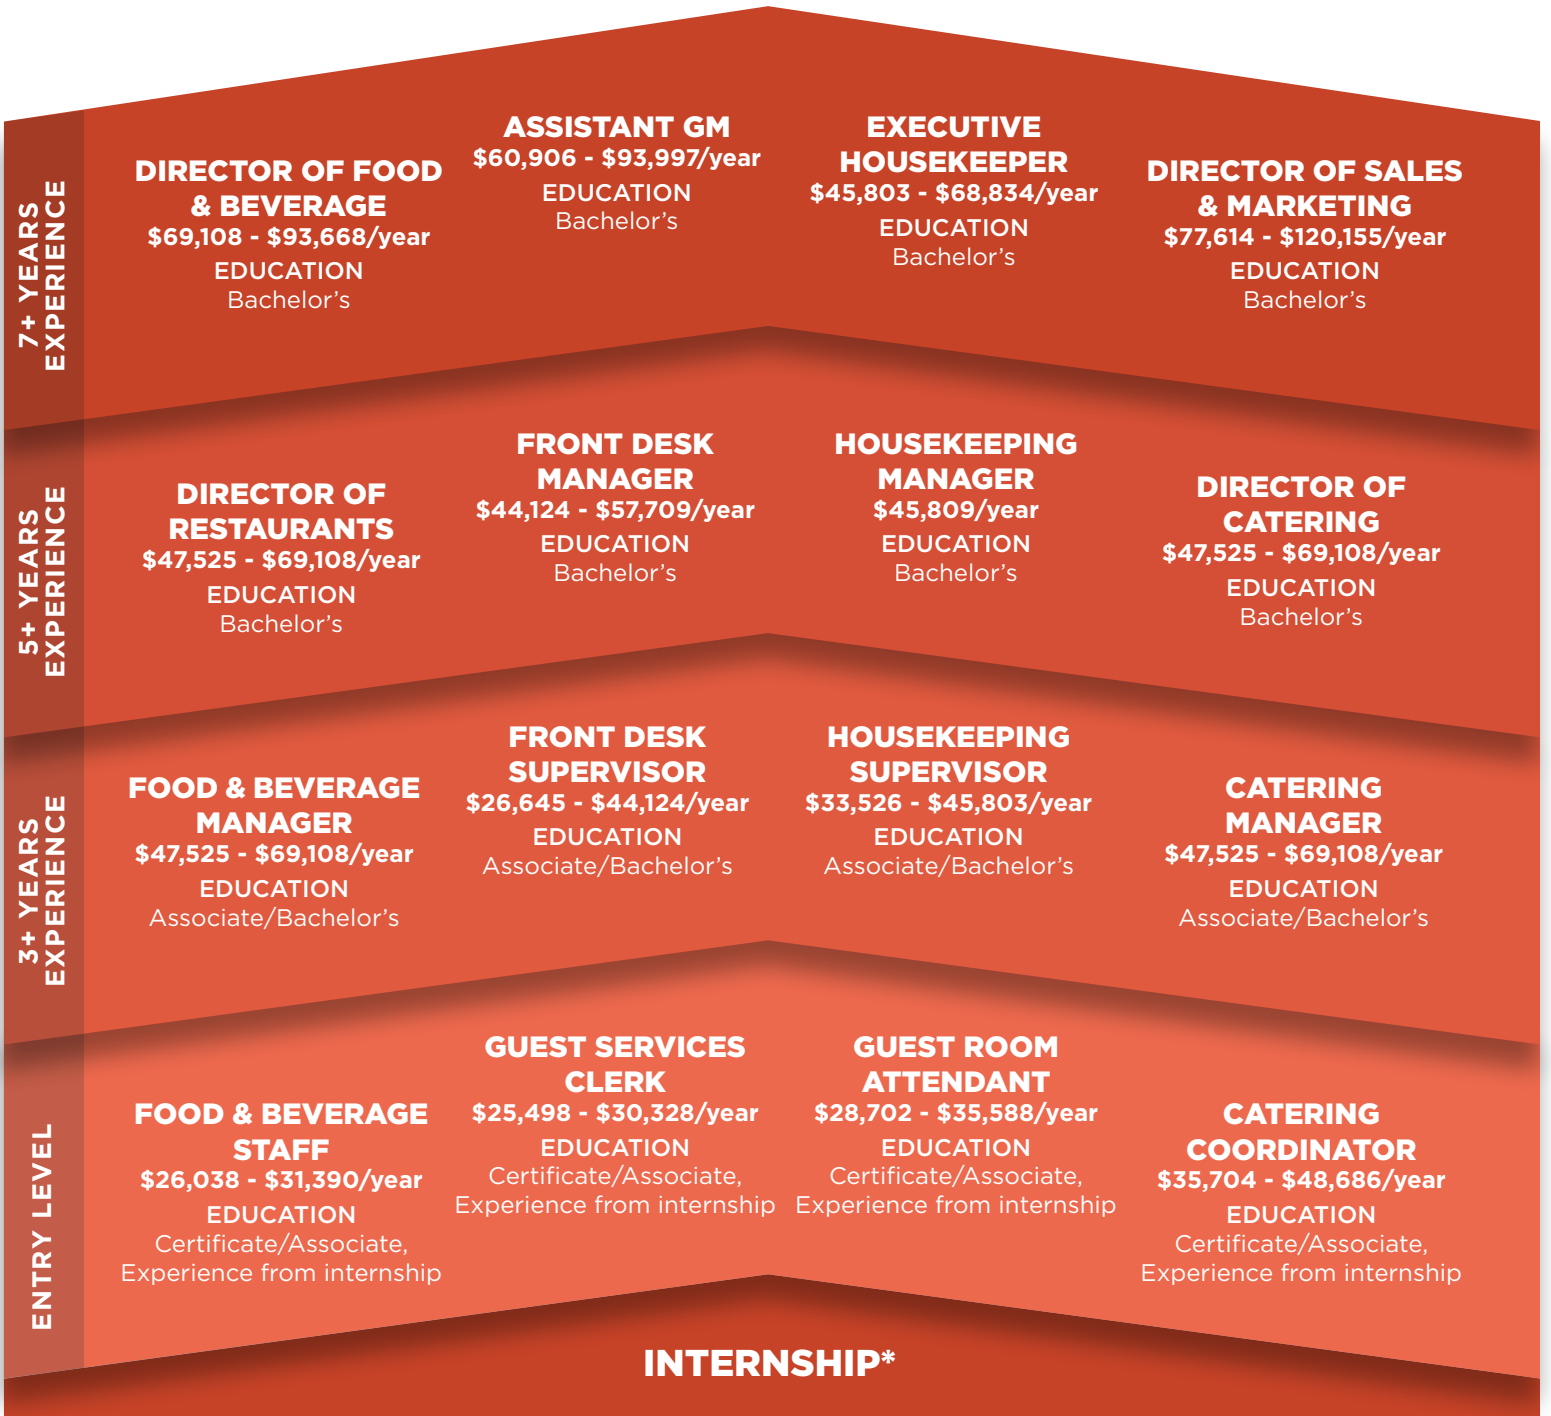 7+ YEARS
EXPERIENCE
DIRECTOR OF FOOD
& BEVERAGE
$69,108 - $93,668/year
EDUCATION
Bachelor’s
ASSISTANT GM
$60,906 - $93,997/year
EDUCATION
Bachelor’s
EXECUTIVE
HOUSEKEEPER
$45,803 - $68,834/year
EDUCATION
Bachelor’s
DIRECTOR OF SALES
& MARKETING
$77,614 - $120,155/year
EDUCATION
Bachelor’s
5+ YEARS
EXPERIENCE
DIRECTOR OF
RESTAURANTS
$47,525 - $69,108/year
EDUCATION
Bachelor’s
FRONT DESK
MANAGER
$44,124 - $57,709/year
EDUCATION
Bachelor’s
HOUSEKEEPING
MANAGER
$45,809/year
EDUCATION
Bachelor’s
DIRECTOR OF
CATERING
$47,525 - $69,108/year
EDUCATION
Bachelor’s
3+ YEARS
EXPERIENCE
FOOD & BEVERAGE
MANAGER
$47,525 - $69,108/year
EDUCATION
Associate/Bachelor’s
FRONT DESK
SUPERVISOR
$26,645 - $44,124/year
EDUCATION
Associate/Bachelor’s
HOUSEKEEPING
SUPERVISOR
$33,526 - $45,803/year
EDUCATION
Associate/Bachelor’s
CATERING
MANAGER
$47,525 - $69,108/year
EDUCATION
Associate/Bachelor’s
ENTRY LEVEL
FOOD & BEVERAGE
STAFF
$26,038 - $31,390/year
EDUCATION
Certificate/Associate,
Experience from internship
GUEST SERVICES
CLERK
$25,498 - $30,328/year
EDUCATION
Certificate/Associate,
Experience from internship
GUEST ROOM
ATTENDANT
$28,702 - $35,588/year
EDUCATION
Certificate/Associate,
Experience from internship
CATERING
COORDINATOR
$35,704 - $48,686/year
EDUCATION
Certificate/Associate,
Experience from internship
INTERNSHIP*